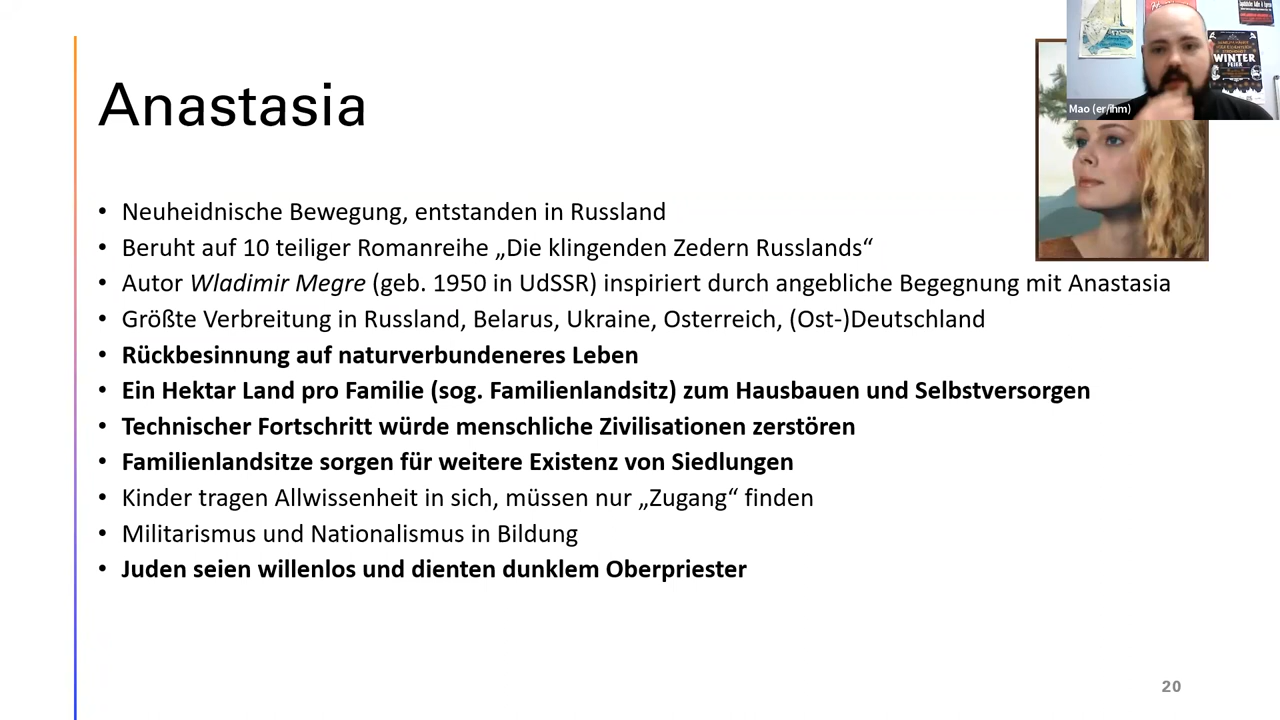 Anastasia
WINTER
FEIER
Mao (er/ihm)
• Neuheidnische Bewegung, entstanden in Russland
• Beruht auf 10 teiliger Romanreihe „Die klingenden Zedern Russlands“
• Autor Wladimir Megre (geb. 1950 in UdSSR) inspiriert durch angebliche Begegnung mit Anastasia
• Größte Verbreitung in Russland, Belarus, Ukraine, Osterreich, (Ost-)Deutschland
• Rückbesinnung auf naturverbundeneres Leben
• Ein Hektar Land pro Familie (sog. Familienlandsitz) zum Hausbauen und Selbstversorgen
• Technischer Fortschritt würde menschliche Zivilisationen zerstören
• Familienlandsitze sorgen für weitere Existenz von Siedlungen
• Kinder tragen Allwissenheit in sich, müssen nur „Zugang“ finden
• Militarismus und Nationalismus in Bildung
• Juden seien willenlos und dienten dunklem Oberpriester
20